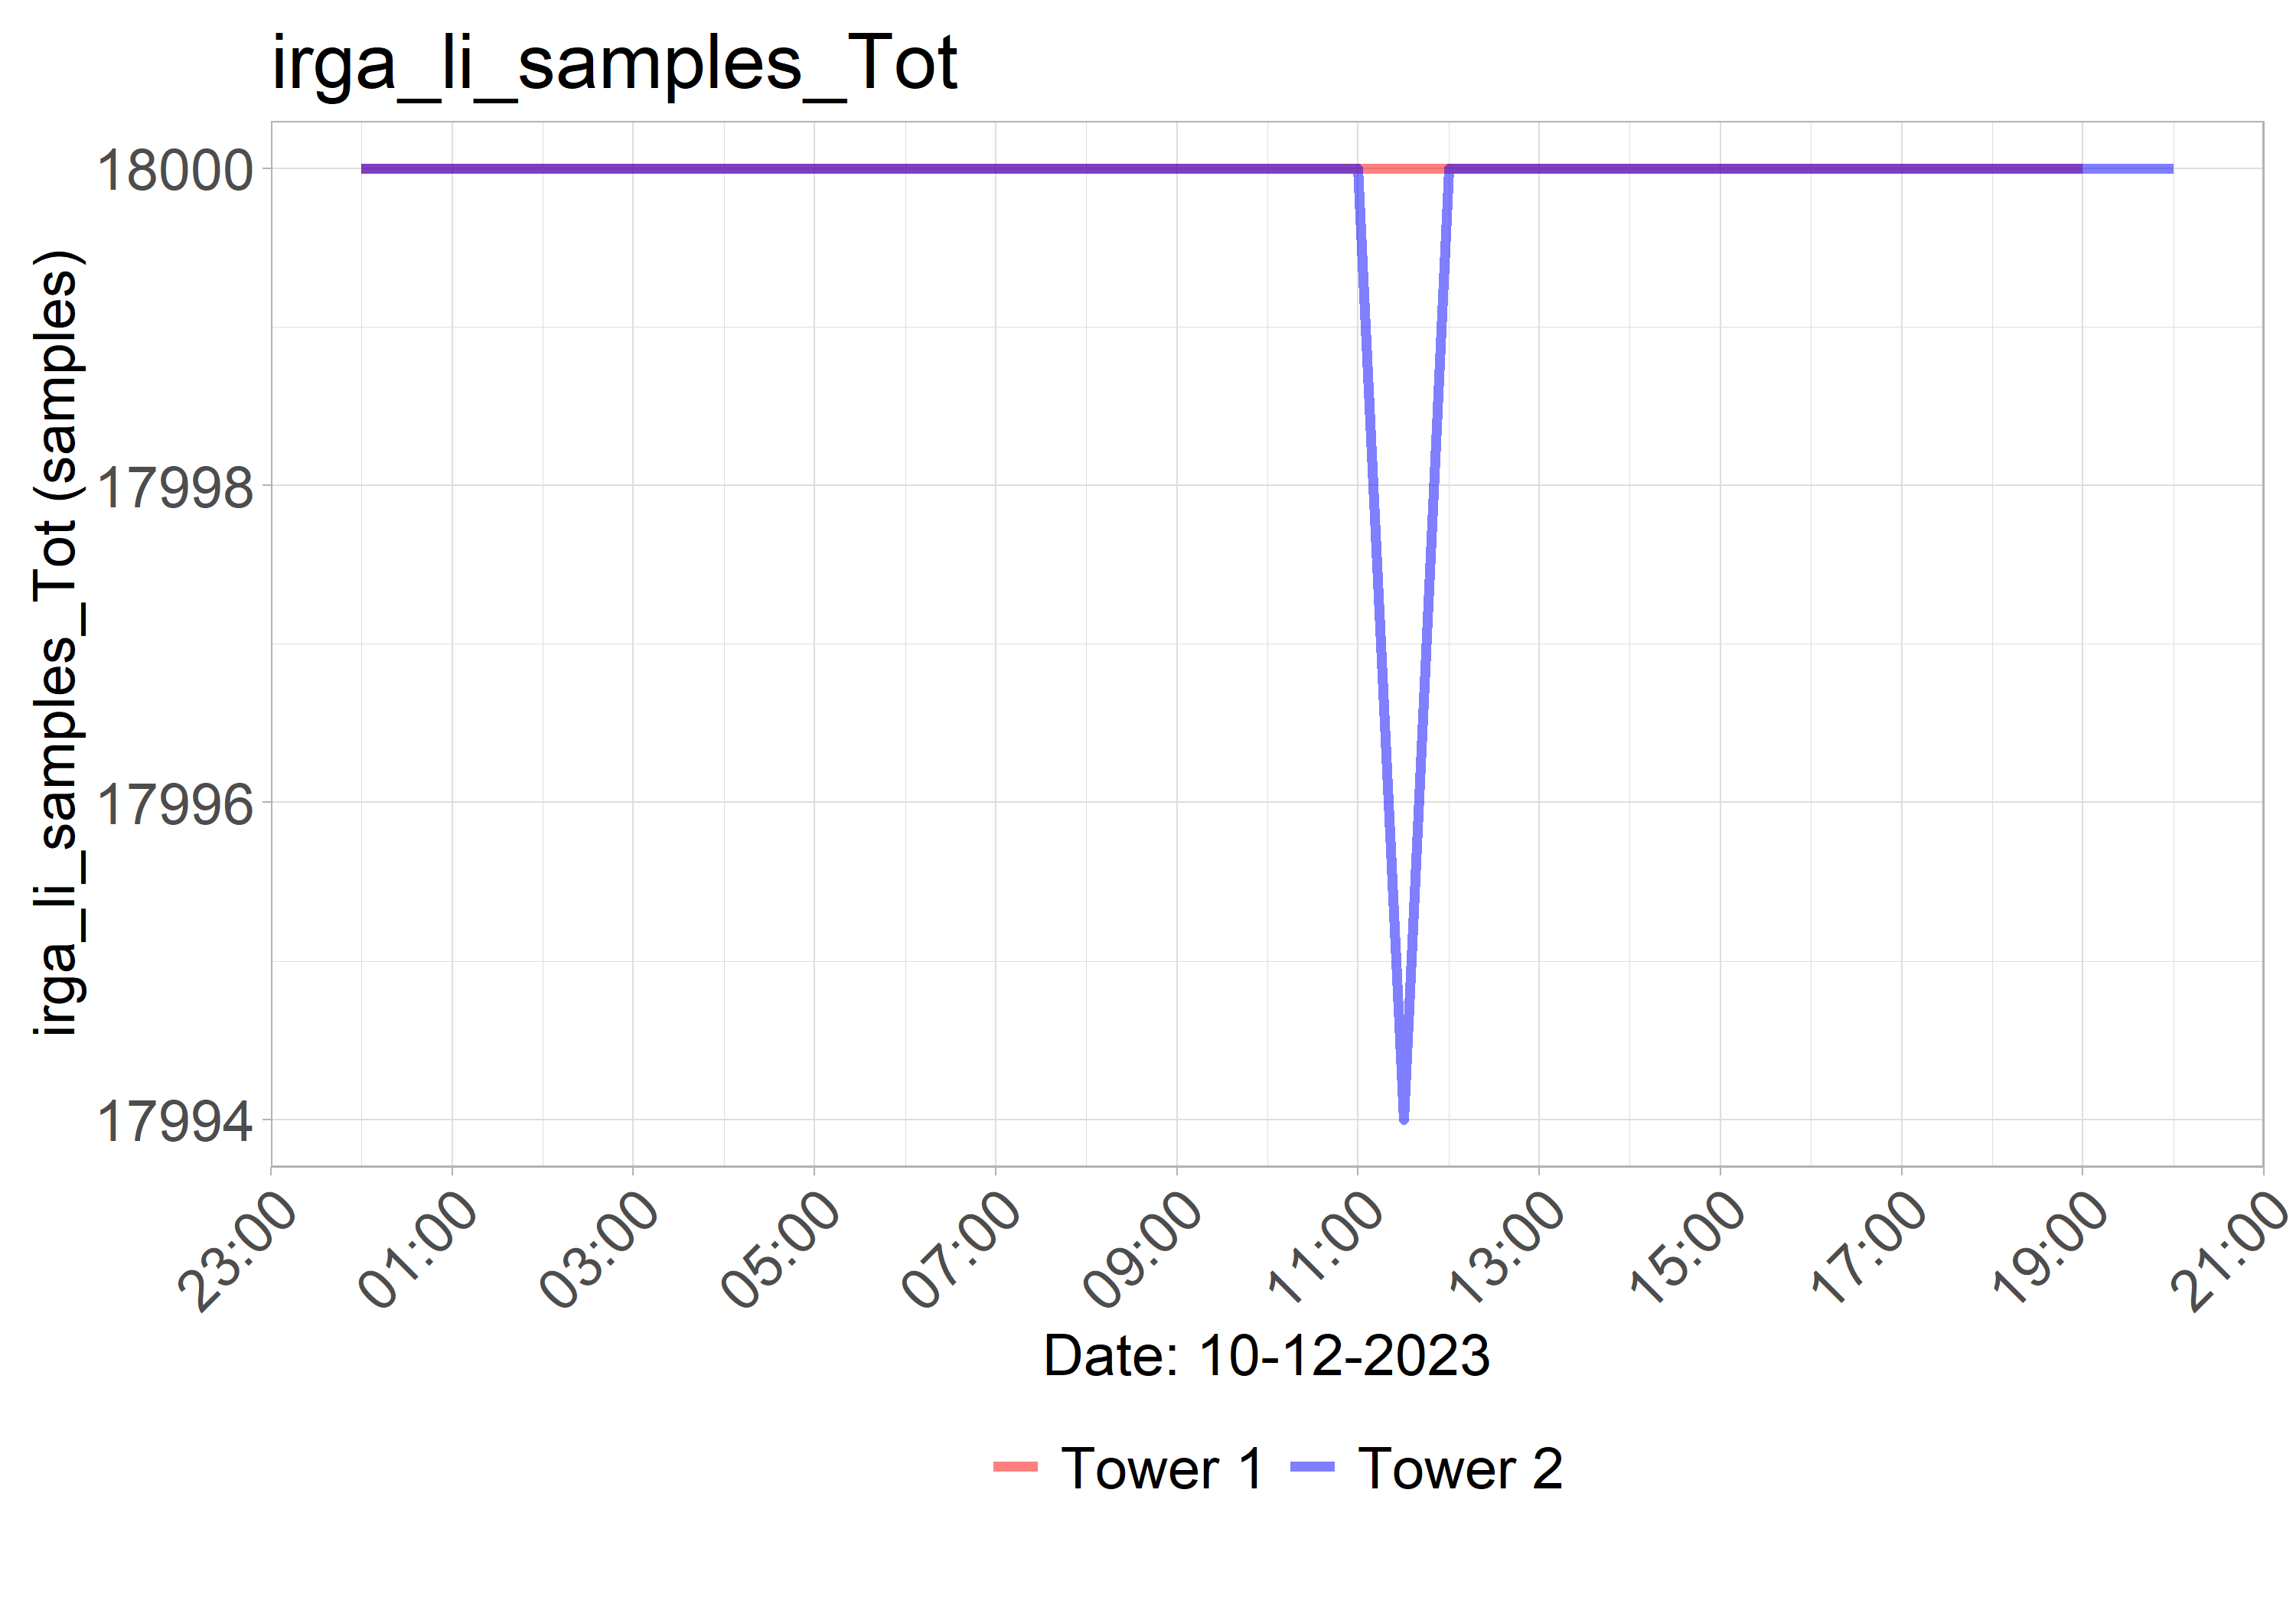 irga_li_samples_Tot
irga_li_samples_Tot (samples)
18000
17998
17996
17994
23:00 01:00 03:00 05:00 07:00 09:00 11:00 13:00 15:00 17:00 19:00 21:00
Date: 10-12-2023
Tower 1 Tower 2